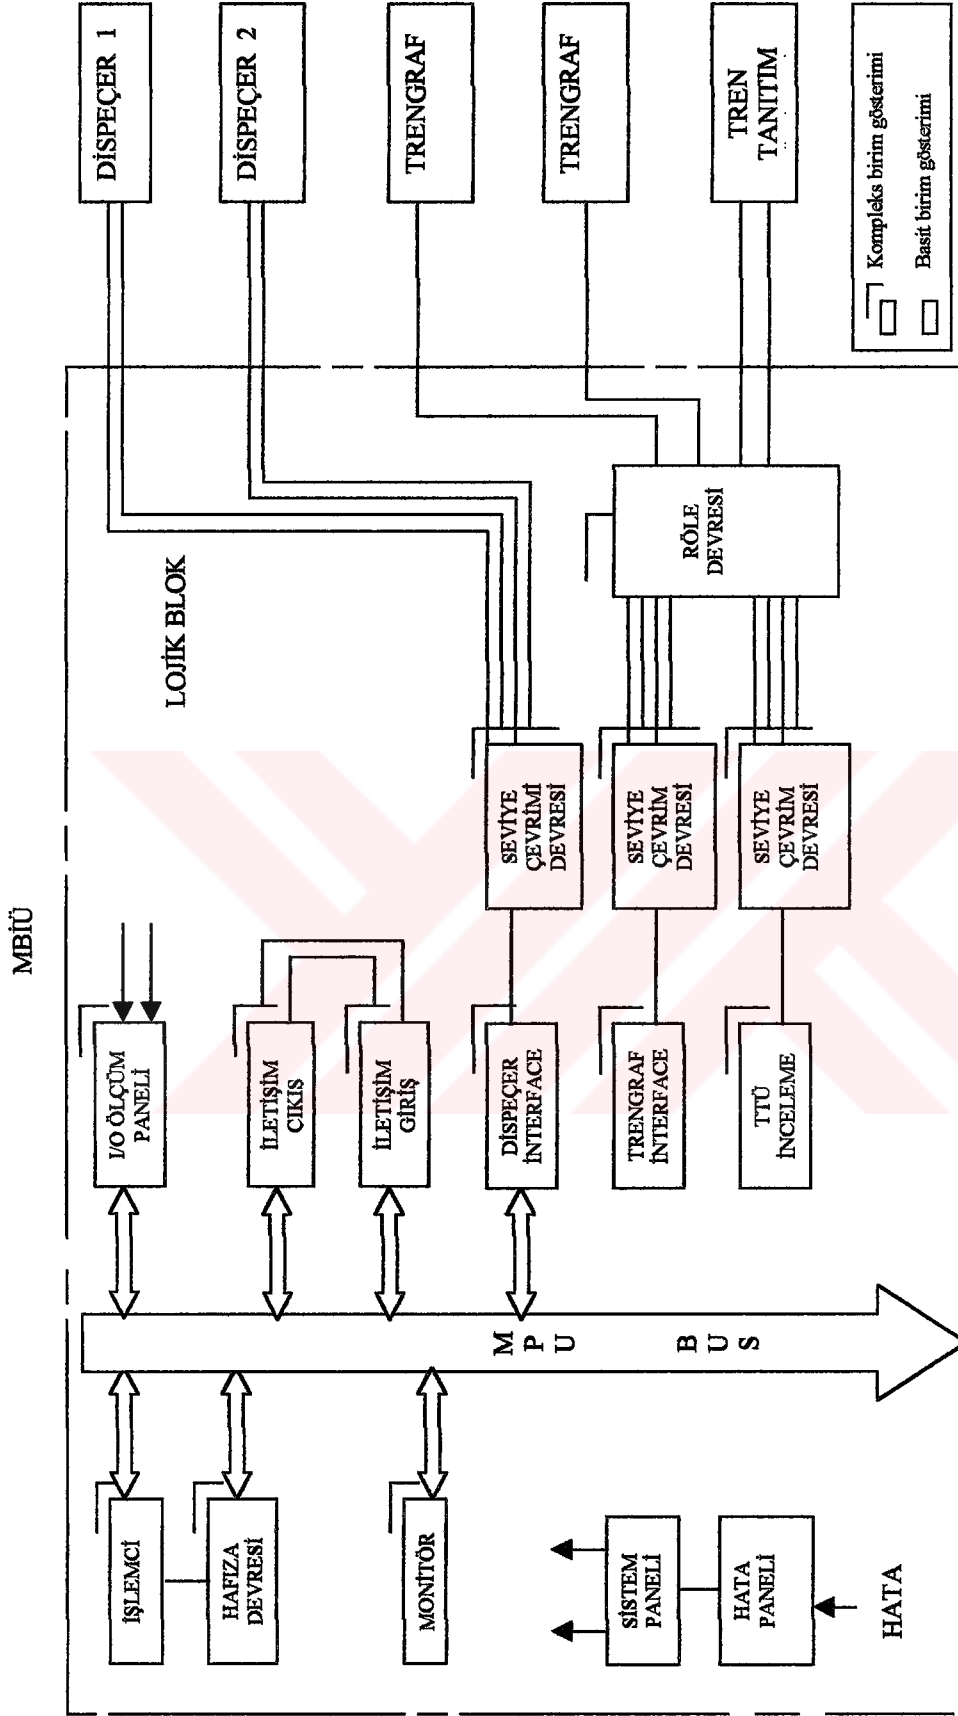 MBİÜ
LOJİK BLOK
İŞLEMCİ
HAFIZA
DEVRESİ
MONİTÖR
SİSTEM
PANELİ
HATA
PANELİ
HATA
M P U B U S
I/O ÖLÇÜM
PANELİ
İLETİŞİM
ÇIKIS
İLETİŞİM
GİRİŞ
DİSPEÇER
İNTERFACE
TRENGRAF
İNTERFACE
TTÜ
İNCELEME
SEVİYE
ÇEVRİMİ
DEVRESİ
SEVİYE
ÇEVRİM
DEVRESİ
SEVİYE
ÇEVRİM
DEVRESİ
RÖLE
DEVRESİ
DİSPEÇER 1
DİSPEÇER 2
TRENGRAF
TRENGRAF
TREN
TANITIM
Kompleks birim gösterimi
Basit birim gösterimi